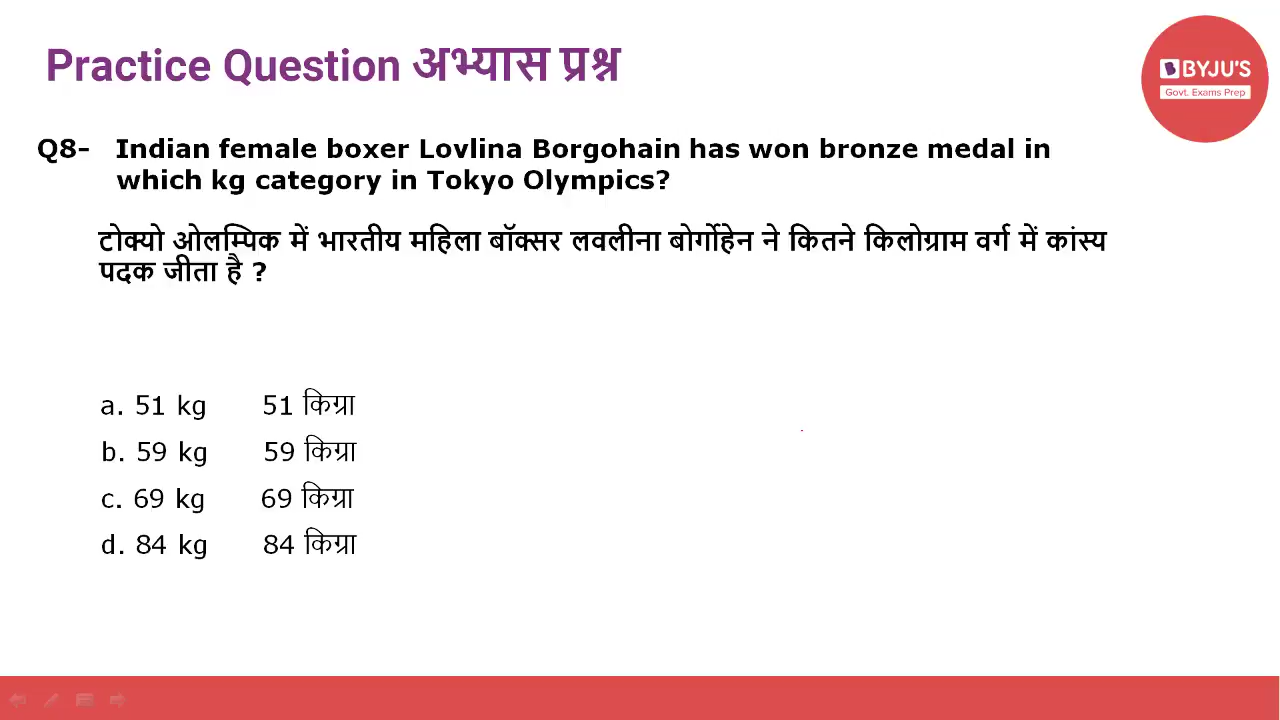 Practice Question अभ्यास प्रश्न
BYJU'S
Govt. Exams Prep
Q8- Indian female boxer Lovlina Borgohain has won bronze medal in
which kg category in Tokyo Olympics?
टोक्यो ओलम्पिक में भारतीय महिला बॉक्सर लवलीना बोर्गोहेन ने कितने किलोग्राम वर्ग में कांस्य
पदक जीता है ?
a. 51 kg 51 किग्रा
b. 59 kg 59 किग्रा
c. 69 kg 69 किग्रा
d. 84 kg 84 किग्रा